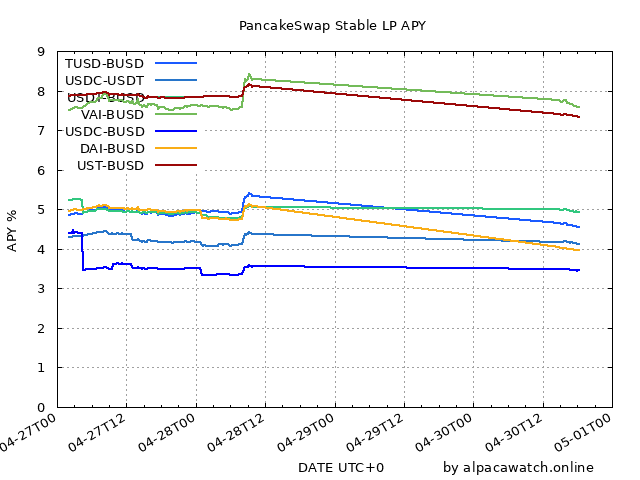 PancakeSwap Stable LP APY
9
8
7
6
5
4
3
2
1
0
APY %
TUSD-BUSD
USDC-USDT
USDT-BUSD
VAI-BUSD
USDC-BUSD
DAI-BUSD
UST-BUSD
04-27T00
04-27T12
04-28T00
04-28T12
04-29T00
04-29T12
04-30T00
04-30T12
05-01T00
DATE UTC+0
by alpacawatch.online